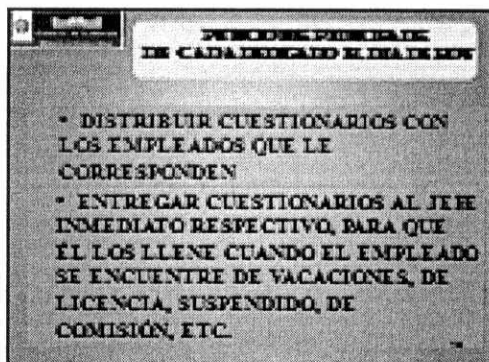 DE CADA DELEGADO EL DIA DE HOY
• DISTRIBUIR CUESTIONARIOS CON
LOS EMPLEADOS QUE LE
CORRESPONDEN
• ENTREGAR CUESTIONARIOS AL JEFE
INMEDIATO RESPECTIVO, PARA QUE
ÉL LOS LLENE CUANDO EL EMPLEADO
SE ENCUENTRE DE VACACIONES, DE
LICENCIA, SUSPENDIDO, DE
COMISIÓN, ETC.